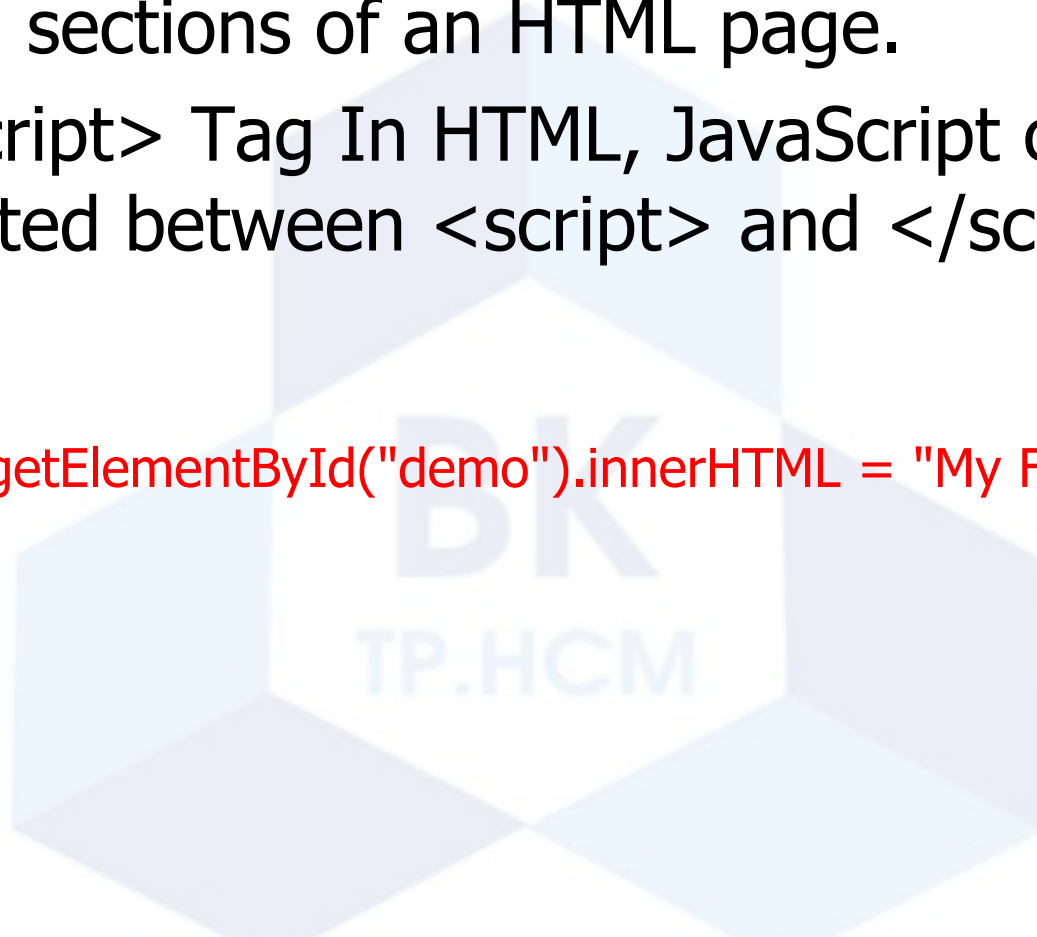 sections of an HTML page.
cript> Tag In HTML, JavaScript
ted between <script> and </sc
getElementById("demo").innerHTML = "My F
BK
TP.HCM